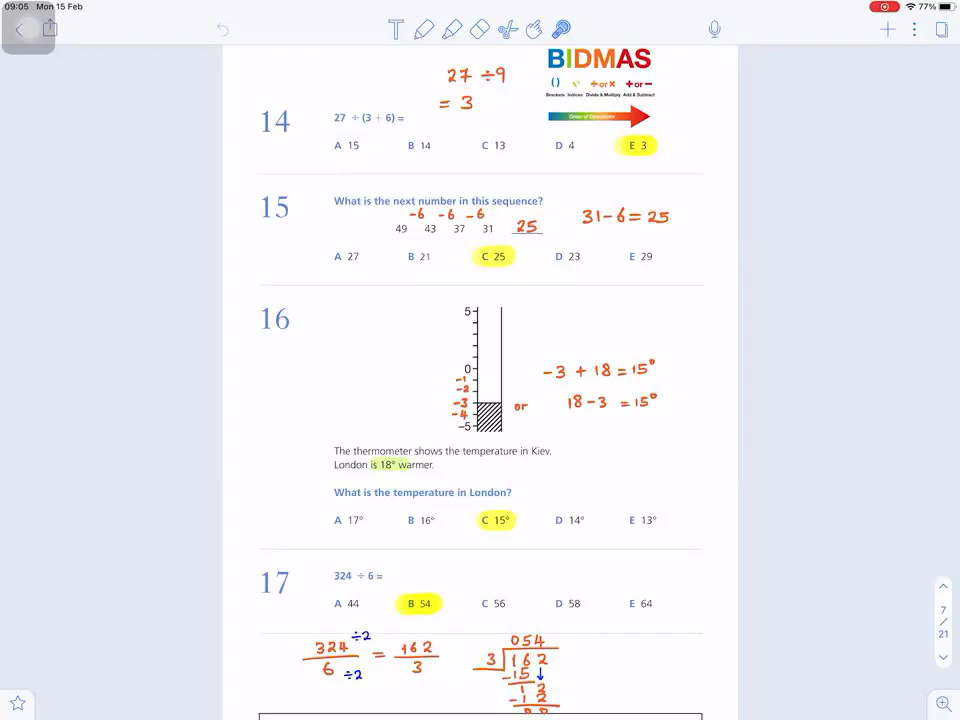 09:05 Mon 15 Feb
77%
27 ÷9
= 3
BIDMAS
( ) x² ÷ or × + or −
Brackets Indices Divide & Multiply Add & Subtract
Order of Operations
14
27 ÷ (3 + 6) =
A 15 B 14 C 13 D 4 E 3
15
What is the next number in this sequence?
-6 -6 -6
49 43 37 31 25
31-6=25
A 27 B 21 C 25 D 23 E 29
16
5
0
-1
-2
-3
-4
–5
-3 + 18 = 15°
or 18-3 = 15°
The thermometer shows the temperature in Kiev.
London is 18° warmer.
What is the temperature in London?
A 17° B 16° C 15° D 14° E 13°
17
324 ÷ 6 =
A 44 B 54 C 56 D 58 E 64
324 ÷2 = 162
6 ÷2 3
054
3 162
-15
12
-12
00
7
/
21